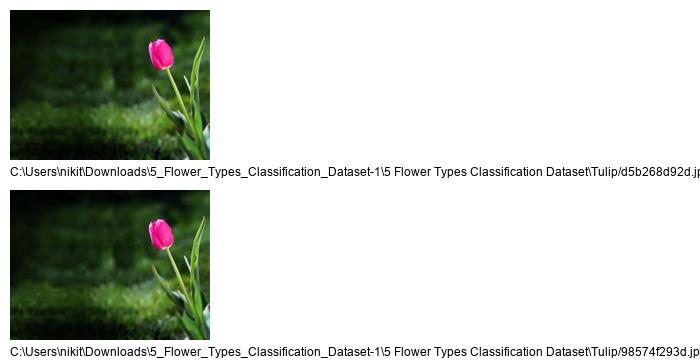 C:\Users\nikit\Downloads\5_Flower_Types_Classification_Dataset-1\5 Flower Types Classification Dataset\Tulip/d5b268d92d.jp
C:\Users\nikit\Downloads\5_Flower_Types_Classification_Dataset-1\5 Flower Types Classification Dataset\Tulip/98574f293d.jp